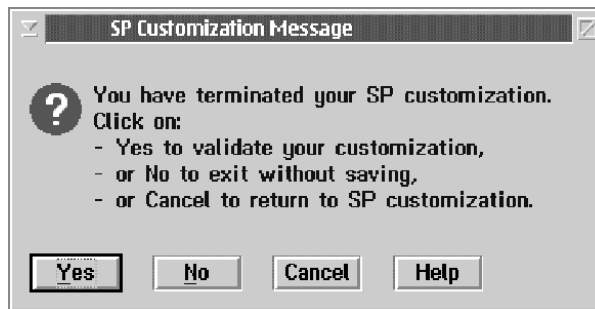 SP Customization Message
?
You have terminated your SP customization.
Click on:
- Yes to validate your customization,
- or No to exit without saving,
- or Cancel to return to SP customization.
Yes No Cancel Help